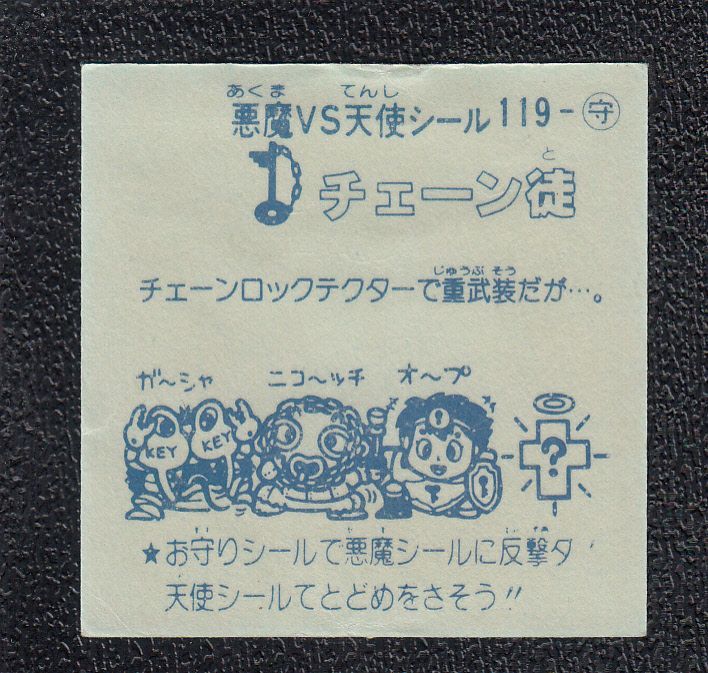 あくま てんし
悪魔VS天使シール119-守
と
チェーン徒
じゅうぶそう
チェーンロックテクターで重武装だが…。
ガ〜シャ ニコ〜ッチ オ〜プ
KEY KEY ?
★お守りシールで悪魔シールに反撃タ
天使シールてとどめをさそう!!